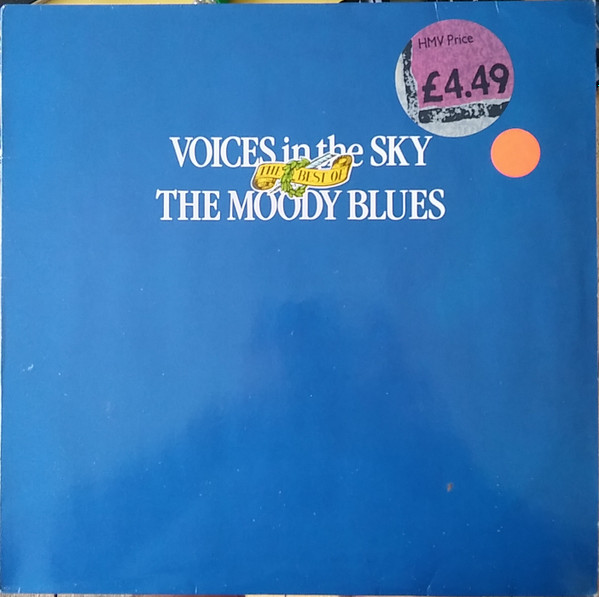 HMV Price
£4.49
VOICES in the SKY
THE BEST OF
THE MOODY BLUES